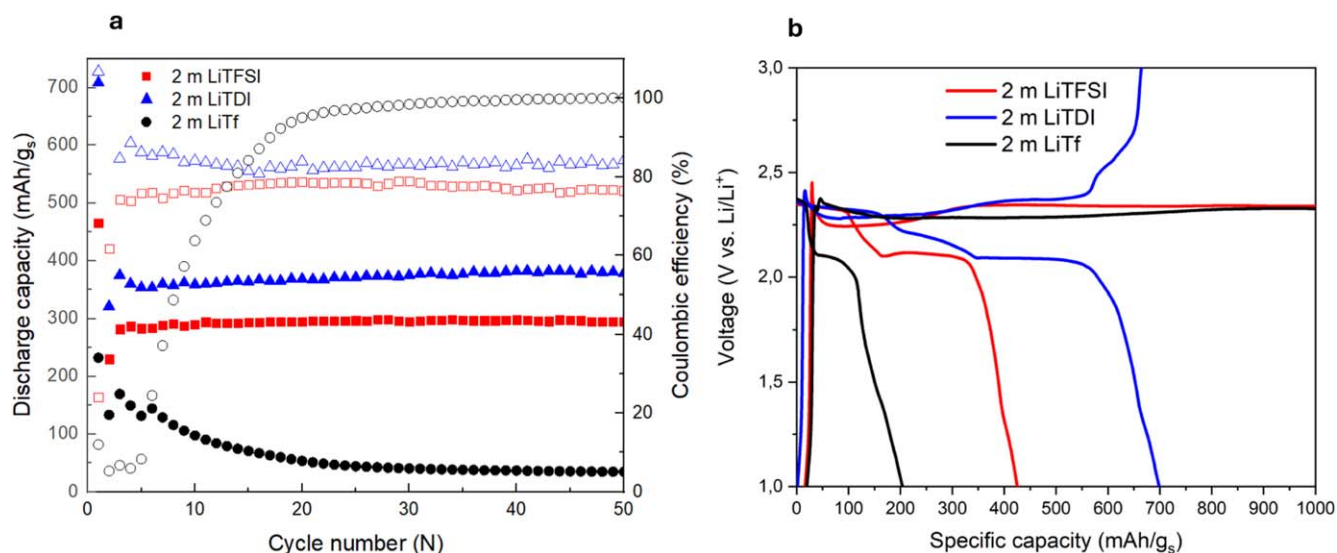 a
Discharge capacity (mAh/gₛ)
700
600
500
400
300
200
100
0
2 m LiTFSI
2 m LiTDI
2 m LiTf
100
80
60
40
20
0
Coulombic efficiency (%)
0 10 20 30 40 50
Cycle number (N)
b
Voltage (V vs. Li/Li⁺)
3,0
2,5
2,0
1,5
1,0
2 m LiTFSI
2 m LiTDI
2 m LiTf
0 100 200 300 400 500 600 700 800 900 1000
Specific capacity (mAh/gₛ)